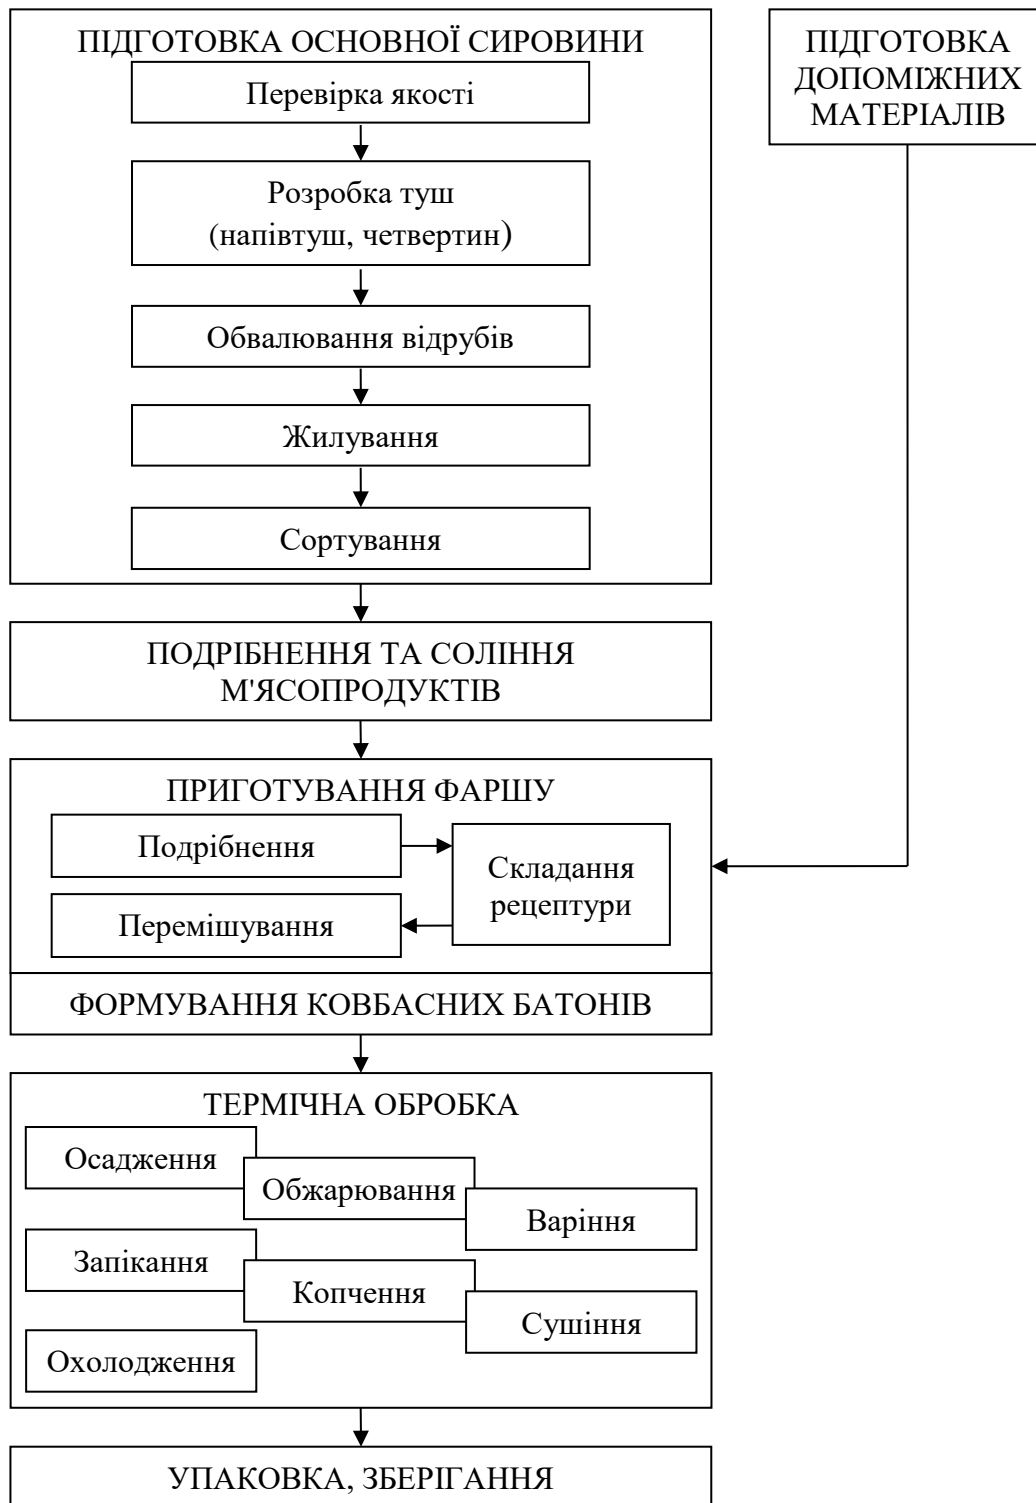 ПІДГОТОВКА ОСНОВНОЇ СИРОВИНИ
Перевірка якості
Розробка туш
(напівтуш, четвертин)
Обвалювання відрубів
Жилування
Сортування
ПІДГОТОВКА
ДОПОМІЖНИХ
МАТЕРІАЛІВ
ПОДРІБНЕННЯ ТА СОЛІННЯ
М'ЯСОПРОДУКТІВ
ПРИГОТУВАННЯ ФАРШУ
Подрібнення
Складання
рецептури
Перемішування
ФОРМУВАННЯ КОВБАСНИХ БАТОНІВ
ТЕРМІЧНА ОБРОБКА
Осадження
Обжарювання
Варіння
Запікання
Копчення
Сушіння
Охолодження
УПАКОВКА, ЗБЕРІГАННЯ